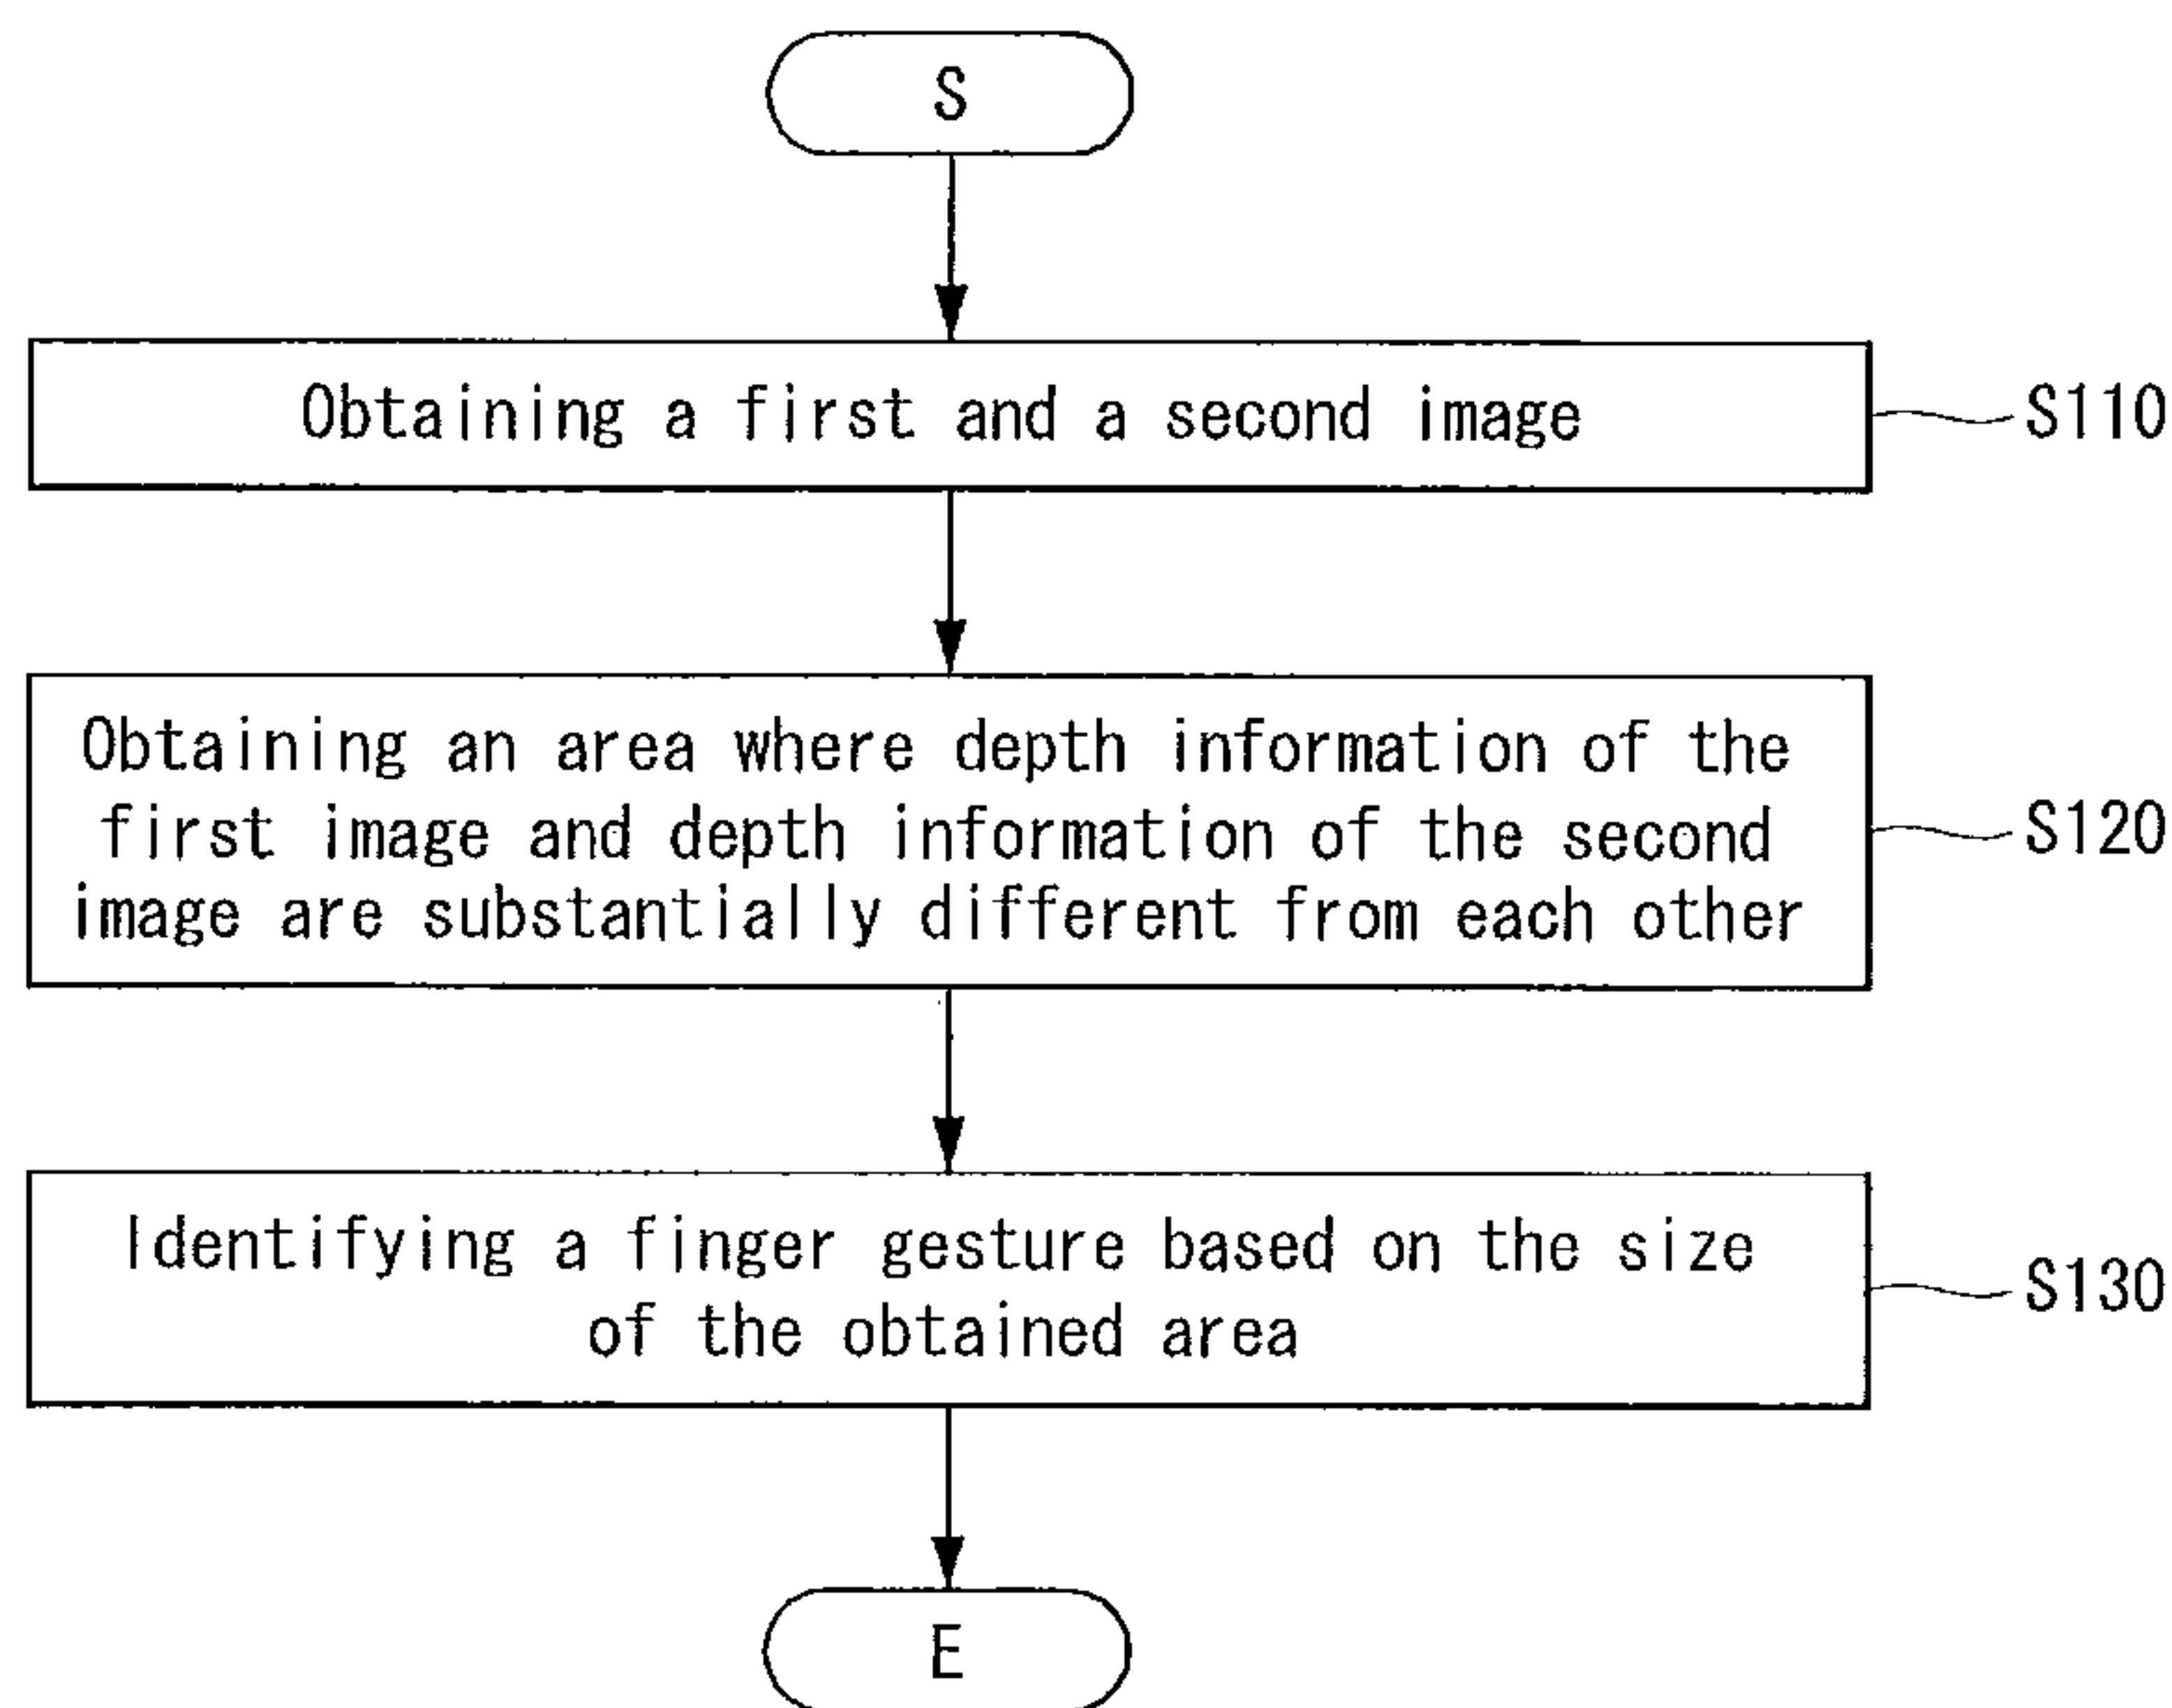 S
Obtaining a first and a second image
S110
Obtaining an area where depth information of the
first image and depth information of the second
image are substantially different from each other
S120
Identifying a finger gesture based on the size
of the obtained area
S130
E